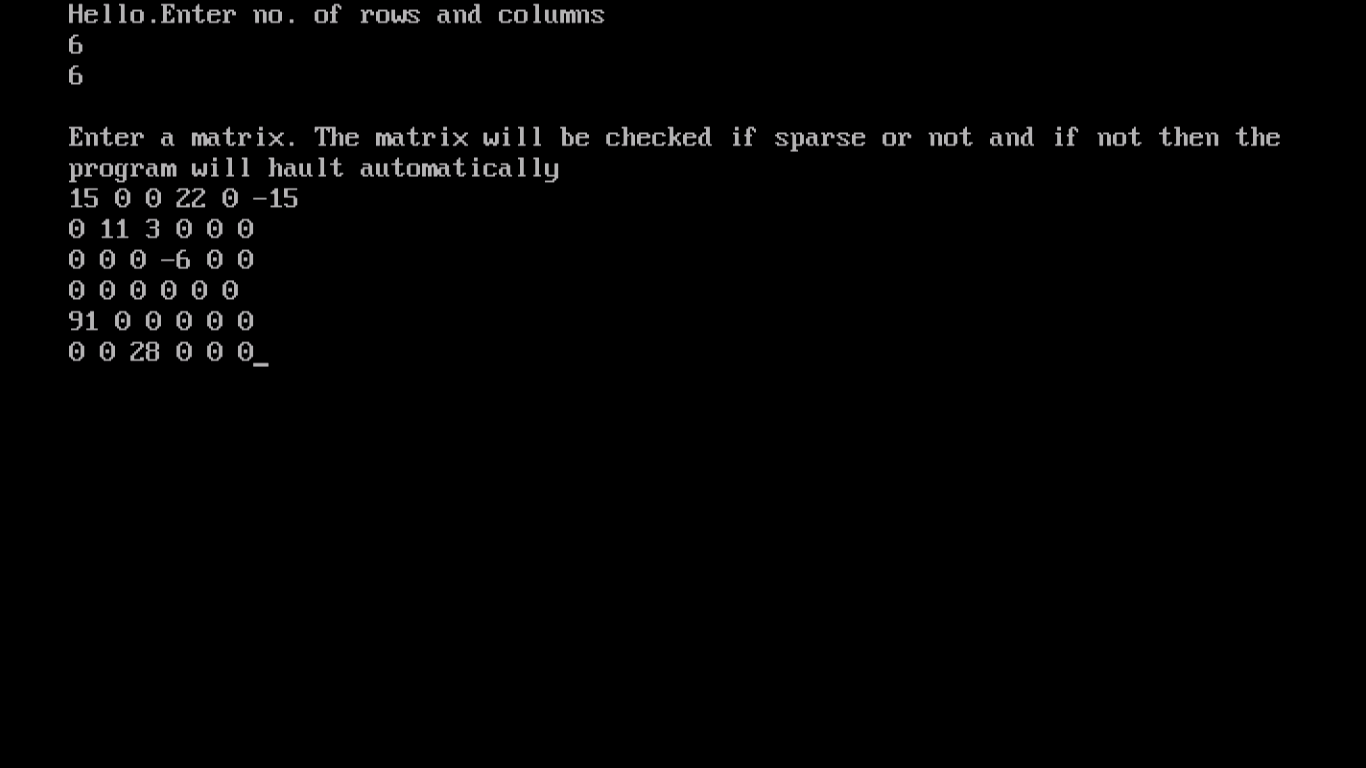 Hello.Enter no. of rows and columns
6
6
Enter a matrix. The matrix will be checked if sparse or not and if not then the
program will hault automatically
15 0 0 22 0 -15
0 11 3 0 0 0
0 0 0 -6 0 0
0 0 0 0 0 0
91 0 0 0 0 0
0 0 28 0 0 0_